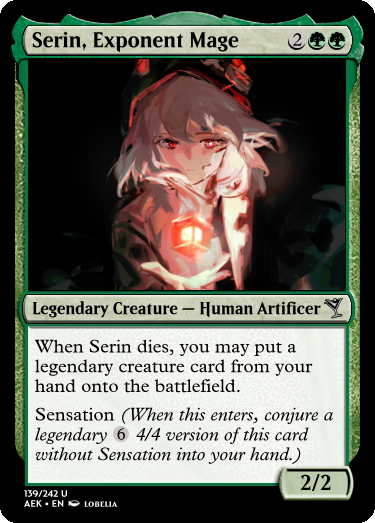 Serin, Exponent Mage 2
Legendary Creature — Human Artificer
When Serin dies, you may put a
legendary creature card from your
hand onto the battlefield.
Sensation (When this enters, conjure a
legendary 6 4/4 version of this card
without Sensation into your hand.)
2/2
139/242 U
AEK • EN LOBELIA